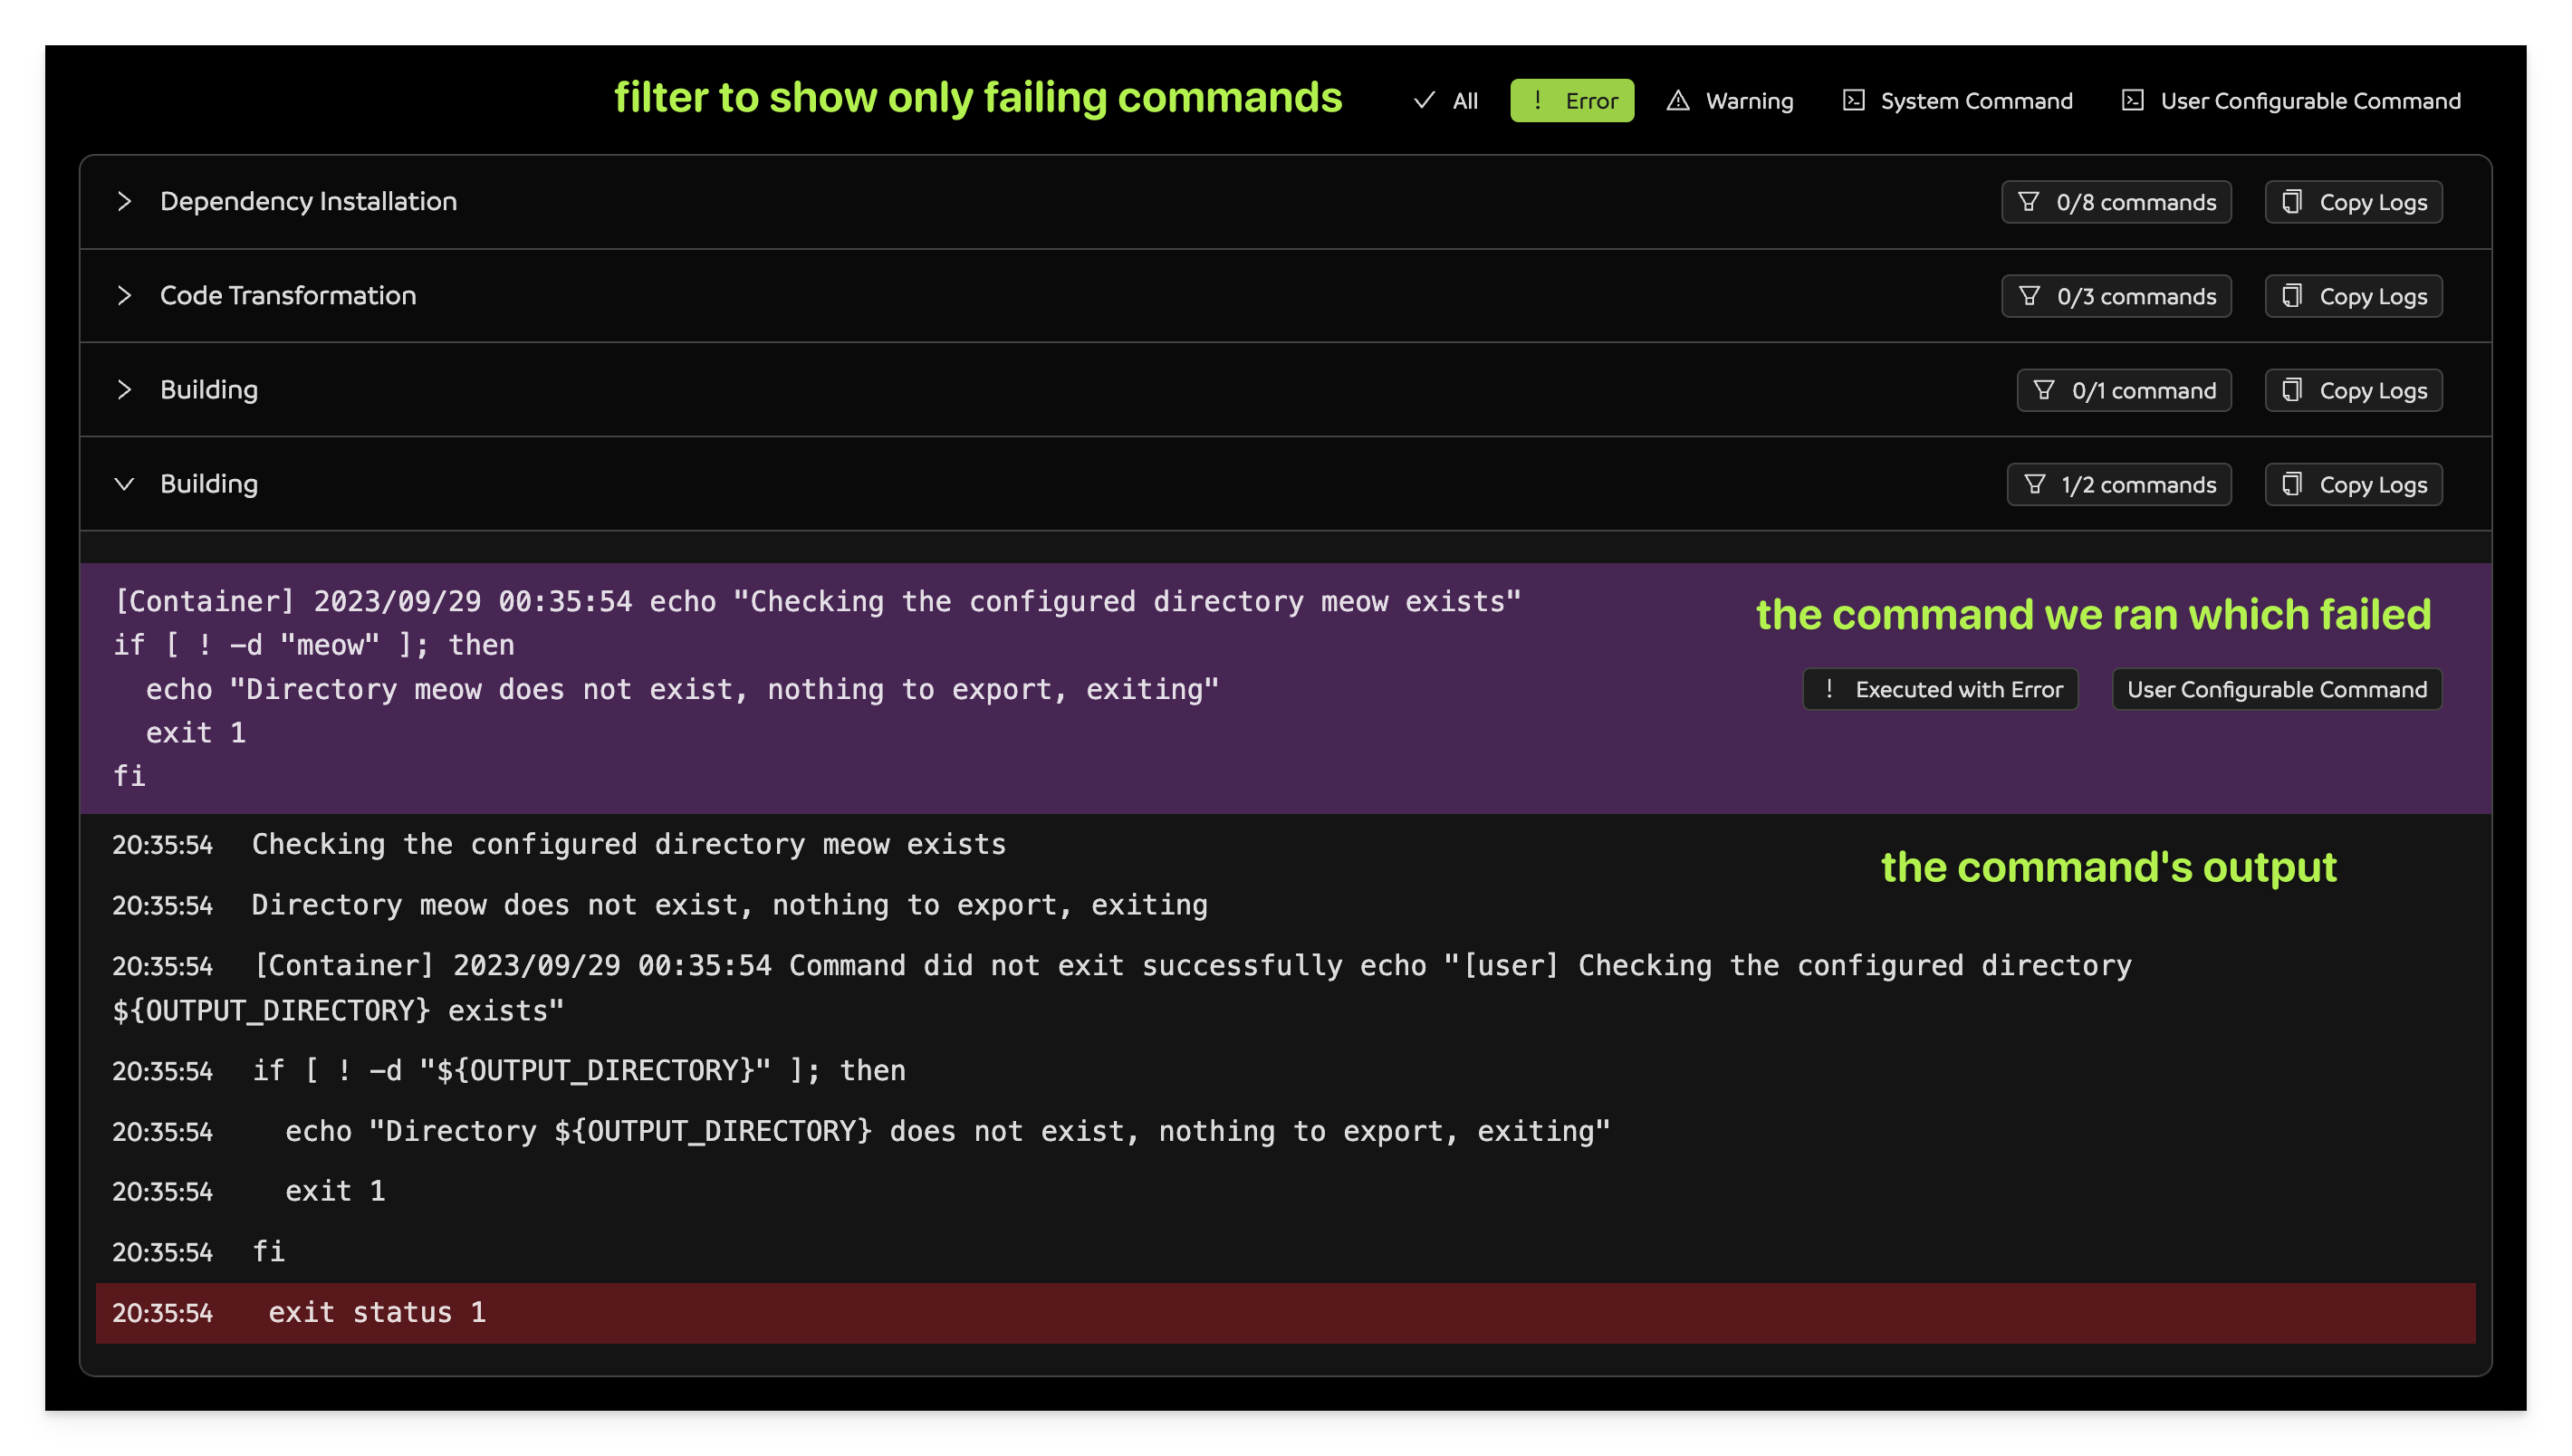 filter to show only failing commands
All
! Error
Warning
System Command
User Configurable Command
Dependency Installation
0/8 commands
Copy Logs
Code Transformation
0/3 commands
Copy Logs
Building
0/1 command
Copy Logs
Building
1/2 commands
Copy Logs
[Container] 2023/09/29 00:35:54 echo "Checking the configured directory meow exists"
if [ ! -d "meow" ]; then
  echo "Directory meow does not exist, nothing to export, exiting"
  exit 1
fi
the command we ran which failed
! Executed with Error
User Configurable Command
the command's output
20:35:54 Checking the configured directory meow exists
20:35:54 Directory meow does not exist, nothing to export, exiting
20:35:54 [Container] 2023/09/29 00:35:54 Command did not exit successfully echo "[user] Checking the configured directory
${OUTPUT_DIRECTORY} exists"
20:35:54 if [ ! -d "${OUTPUT_DIRECTORY}" ]; then
20:35:54   echo "Directory ${OUTPUT_DIRECTORY} does not exist, nothing to export, exiting"
20:35:54   exit 1
20:35:54 fi
20:35:54  exit status 1